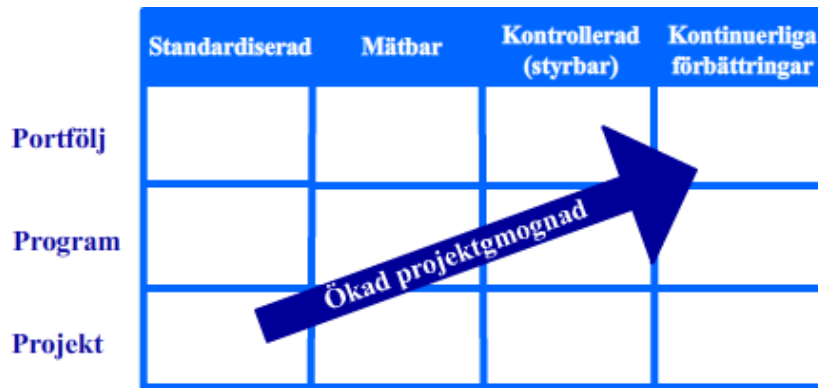 Standardiserad
Mätbar
Kontrollerad
(styrbar)
Kontinuerliga
förbättringar
Portfölj
Program
Projekt
Ökad projektgmognad